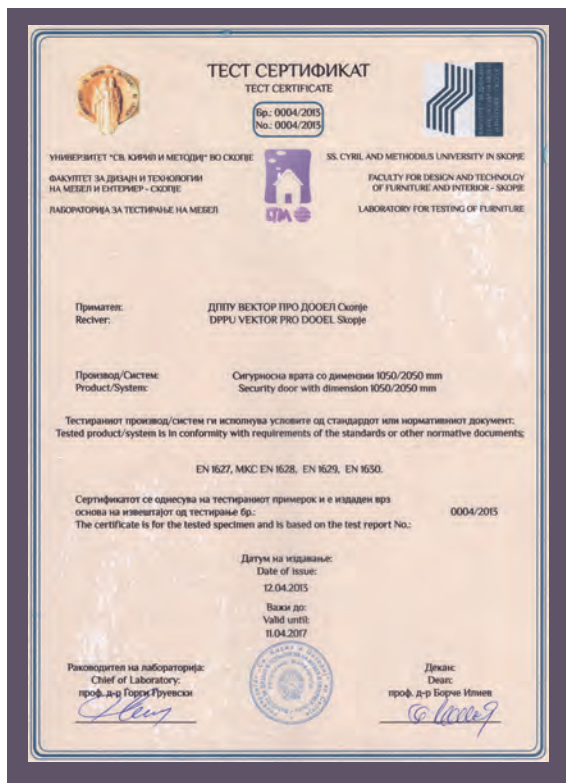 ТЕСТ СЕРТИФИКАТ
TEST CERTIFICATE
Бр.: 0004/2013
No.: 0004/2013
УНИВЕРЗИТЕТ "СВ. КИРИЛ И МЕТОДИЈ" ВО СКОПЈЕ
SS. CYRIL AND METHODIUS UNIVERSITY IN SKOPJE
ФАКУЛТЕТ ЗА ДИЗАЈН И ТЕХНОЛОГИИ
НА МЕБЕЛ И ЕНТЕРИЕР - СКОПЈЕ
FACULTY FOR DESIGN AND TECHNOLGY
OF FURNITURE AND INTERIOR - SKOPJE
ЛАБОРАТОРИЈА ЗА ТЕСТИРАЊЕ НА МЕБЕЛ
LABORATORY FOR TESTING OF FURNITURE
ЛТМ
Примател: ДППУ ВЕКТОР ПРО ДООЕЛ Скопје
Reciver: DPPU VEKTOR PRO DOOEL Skopje
Производ/Систем: Сигурносна врата со димензии 1050/2050 mm
Product/System: Security door with dimension 1050/2050 mm
Тестираниот производ/систем ги исполнува условите од стандардот или нормативниот документ:
Tested product/system is in conformity with requirements of the standards or other normative documents:
EN 1627, МКС EN 1628, EN 1629, EN 1630.
Сертификатот се однесува на тестираниот примерок и е издаден врз
основа на извештајот од тестирање бр.: 0004/2013
The certificate is for the tested specimen and is based on the test report No.:
Датум на издавање:
Date of issue:
12.04.2013
Важи до:
Valid until:
11.04.2017
Раководител на лабораторија:
Chief of Laboratory:
проф. д-р Ѓорѓи Груевски
Декан:
Dean:
проф. д-р Борче Илиев